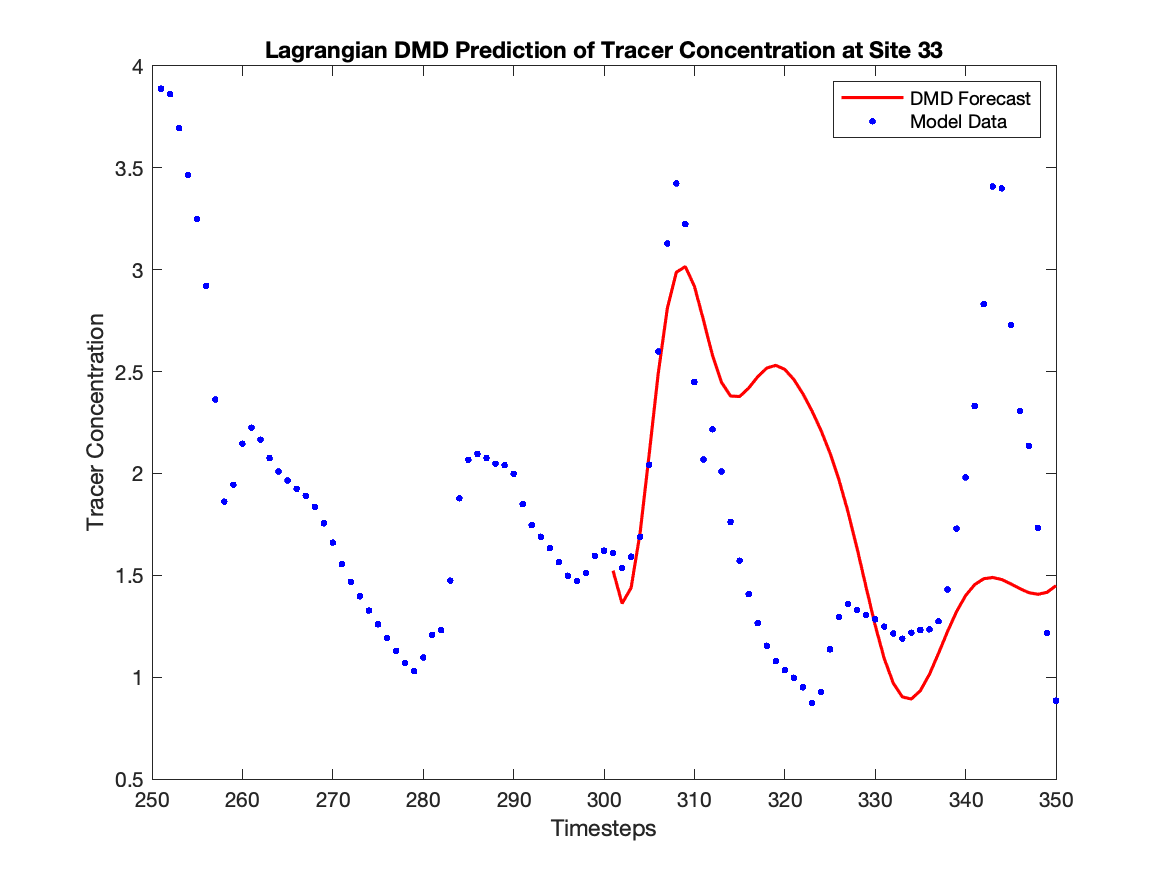 Lagrangian DMD Prediction of Tracer Concentration at Site 33
DMD Forecast
Model Data
Tracer Concentration
4
3.5
3
2.5
2
1.5
1
0.5
250 260 270 280 290 300 310 320 330 340 350
Timesteps